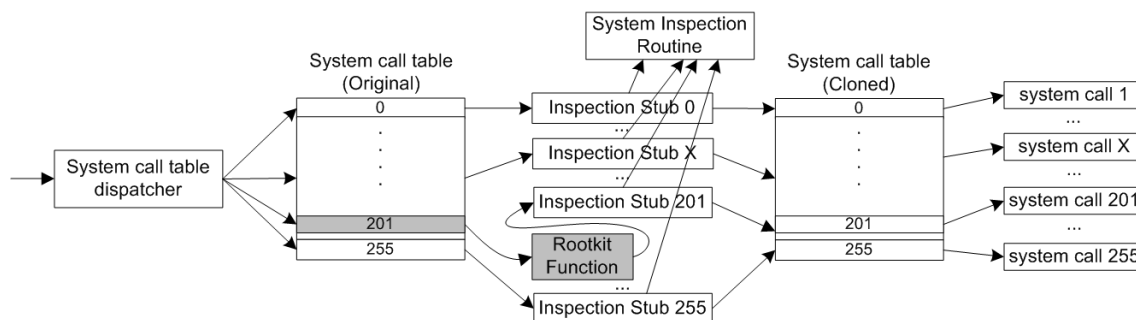 System Inspection
Routine
System call table
(Original)
System call table
(Cloned)
0
Inspection Stub 0
0
system call 1
...
...
.
.
.
.
Inspection Stub X
.
.
.
.
system call X
...
System call table
dispatcher
...
Inspection Stub 201
system call 201
201
201
...
255
Rootkit
Function
255
system call 255
...
Inspection Stub 255